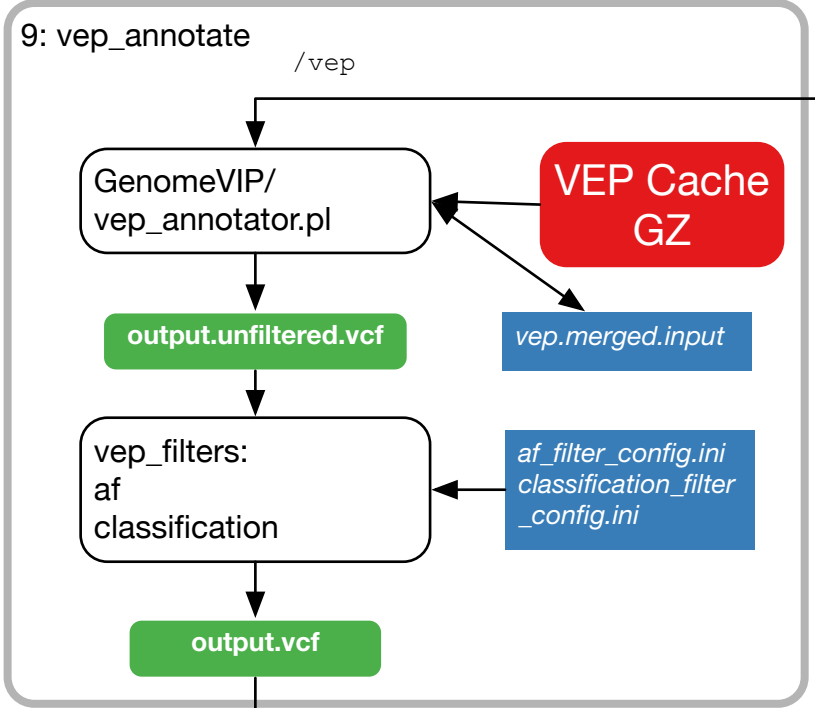 9: vep_annotate
/vep
GenomeVIP/
vep_annotator.pl
VEP Cache
GZ
output.unfiltered.vcf
vep.merged.input
vep_filters:
af
classification
af_filter_config.ini
classification_filter
_config.ini
output.vcf